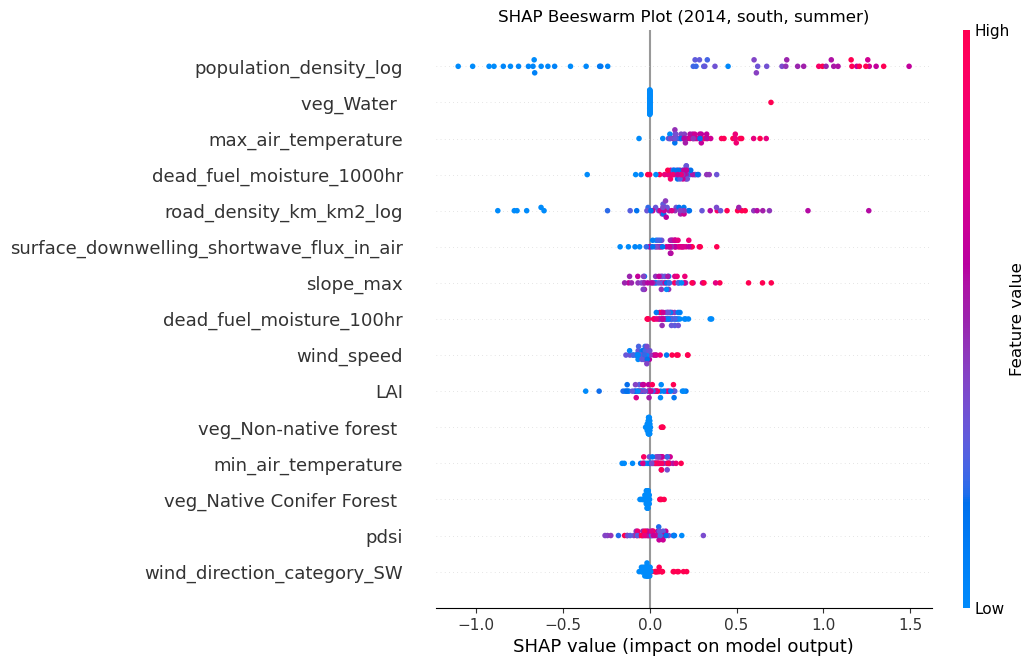 SHAP Beeswarm Plot (2014, south, summer)
High
population_density_log
veg_Water
max_air_temperature
dead_fuel_moisture_1000hr
road_density_km_km2_log
surface_downwelling_shortwave_flux_in_air
slope_max
dead_fuel_moisture_100hr
wind_speed
LAI
veg_Non-native forest
min_air_temperature
veg_Native Conifer Forest
pdsi
wind_direction_category_SW
Feature value
Low
−1.0 −0.5 0.0 0.5 1.0 1.5
SHAP value (impact on model output)